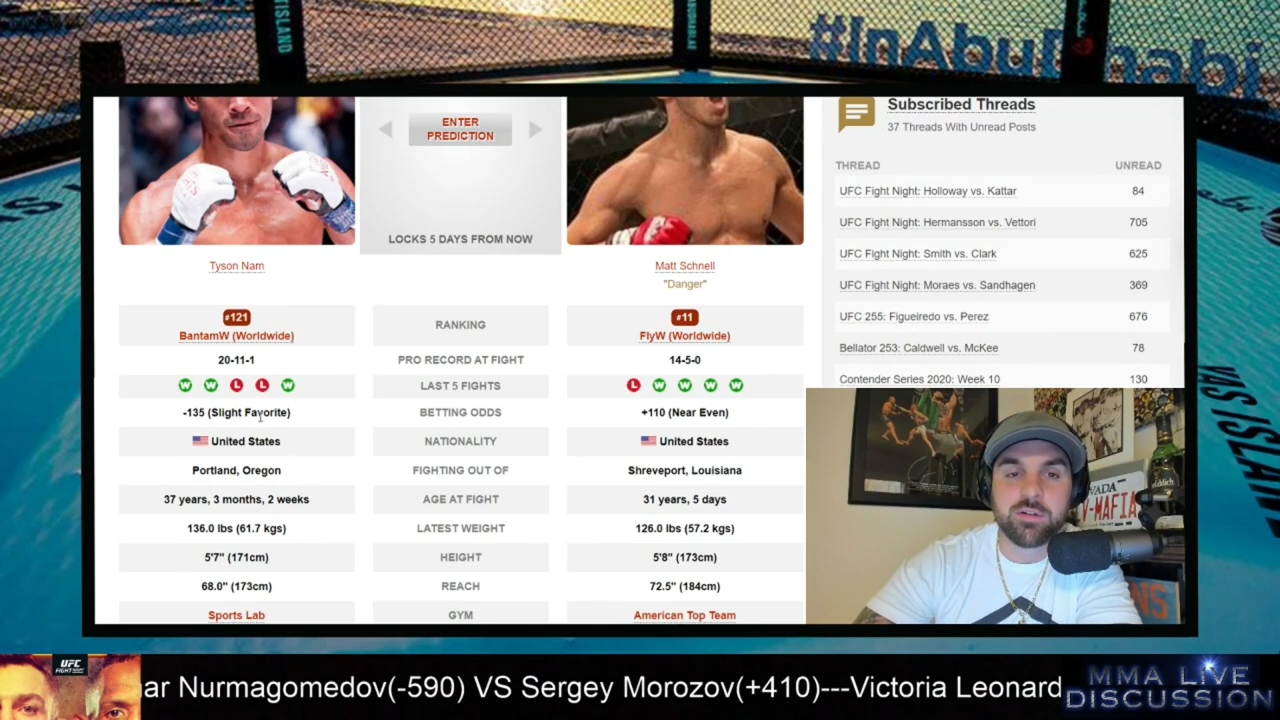 ISLAND
#InAbuDhabi
ENTER
PREDICTION
LOCKS 5 DAYS FROM NOW
Subscribed Threads
37 Threads With Unread Posts
THREAD UNREAD
UFC Fight Night: Holloway vs. Kattar 84
UFC Fight Night: Hermansson vs. Vettori 705
UFC Fight Night: Smith vs. Clark 625
UFC Fight Night: Moraes vs. Sandhagen 369
UFC 255: Figueiredo vs. Perez 676
Bellator 253: Caldwell vs. McKee 78
Contender Series 2020: Week 10 130
Tyson Nam Matt Schnell
"Danger"
#121 RANKING #11
BantamW (Worldwide) FlyW (Worldwide)
20-11-1 PRO RECORD AT FIGHT 14-5-0
W W L L W LAST 5 FIGHTS L W W W W
-135 (Slight Favorite) BETTING ODDS +110 (Near Even)
United States NATIONALITY United States
Portland, Oregon FIGHTING OUT OF Shreveport, Louisiana
37 years, 3 months, 2 weeks AGE AT FIGHT 31 years, 5 days
136.0 lbs (61.7 kgs) LATEST WEIGHT 126.0 lbs (57.2 kgs)
5'7" (171cm) HEIGHT 5'8" (173cm)
68.0" (173cm) REACH 72.5" (184cm)
Sports Lab GYM American Top Team
V-MAFIA
YAS ISLAND
UFC
FIGHT NIGHT
ar Nurmagomedov(-590) VS Sergey Morozov(+410)---Victoria Leonard
MMA LIVE
DISCUSSION